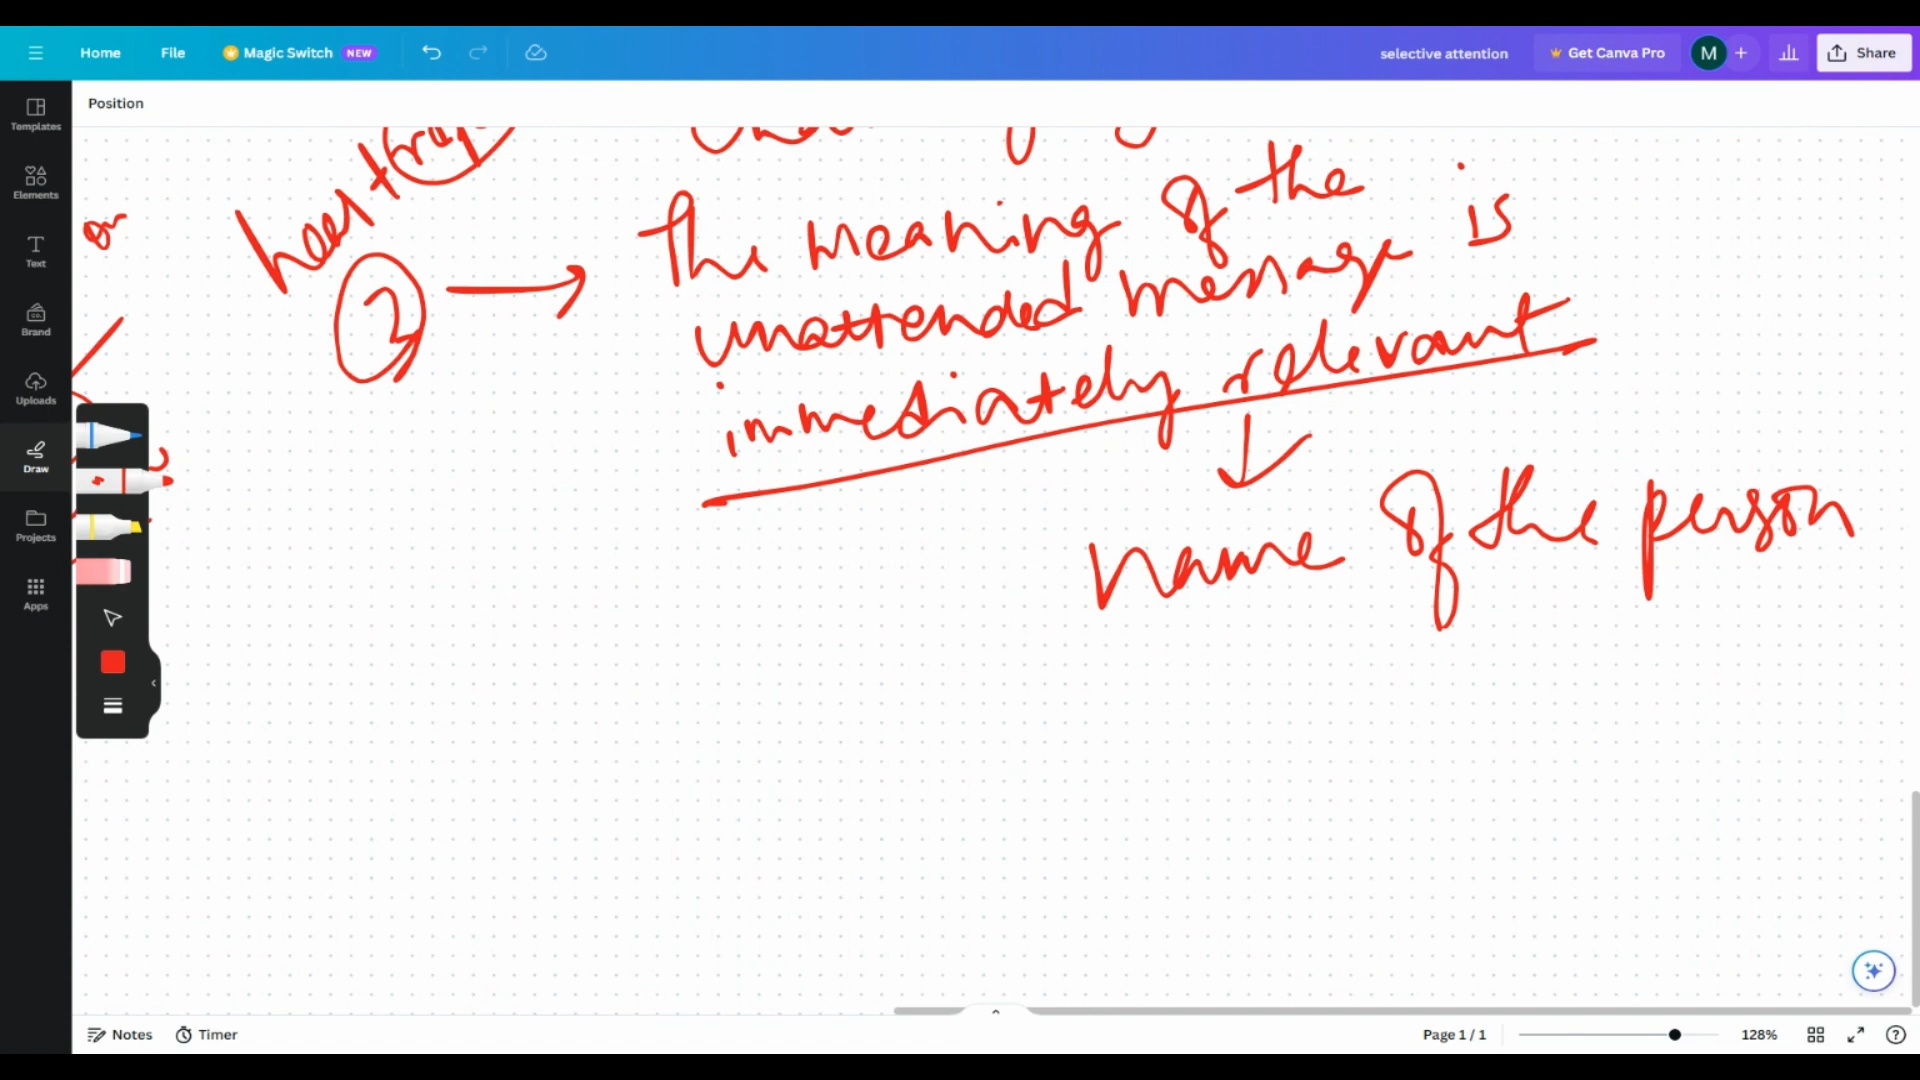 Home File Magic Switch NEW selective attention Get Canva Pro M + Share
Position
Templates
Elements
Text
Brand
Uploads
Draw
Projects
Apps
or
2 → The meaning of the
unattended message is
immediately relevant
name of the person
Notes Timer Page 1 / 1 128%